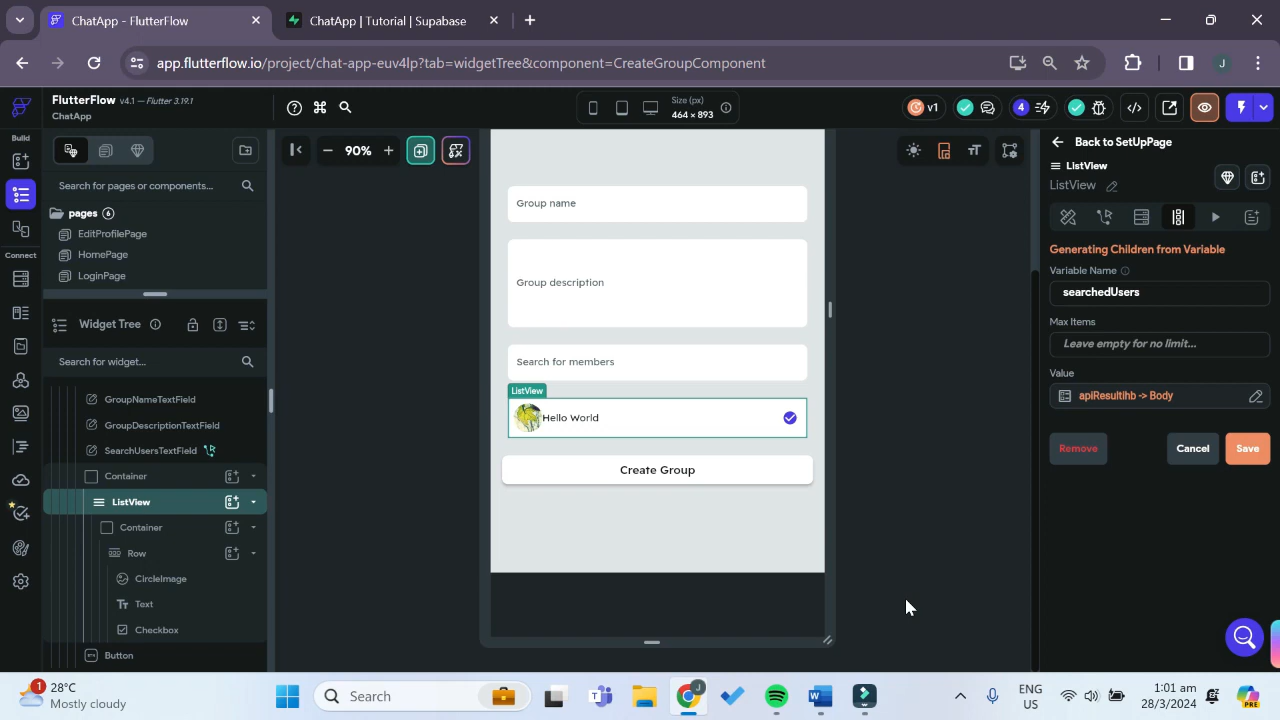 ChatApp - FlutterFlow
ChatApp | Tutorial | Supabase
app.flutterflow.io/project/chat-app-euv4lp?tab=widgetTree&component=CreateGroupComponent
J
FlutterFlow v4.1 - Flutter 3.19.1
ChatApp
Size (px)
464 × 893
v1
4
Build
90%
Back to SetUpPage
ListView
ListView
Search for pages or components...
pages 6
EditProfilePage
HomePage
LoginPage
Connect
Widget Tree
Search for widget...
GroupNameTextField
GroupDescriptionTextField
SearchUsersTextField
Container
ListView
Container
Row
CircleImage
Tt Text
Checkbox
Button
Group name
Group description
Search for members
ListView
Hello World
Create Group
Generating Children from Variable
Variable Name
searchedUsers
Max Items
Leave empty for no limit...
Value
apiResultihb -> Body
Remove
Cancel
Save
1
28°C
Mostly cloudy
Search
J
ENG
US
1:01 am
28/3/2024
PRE